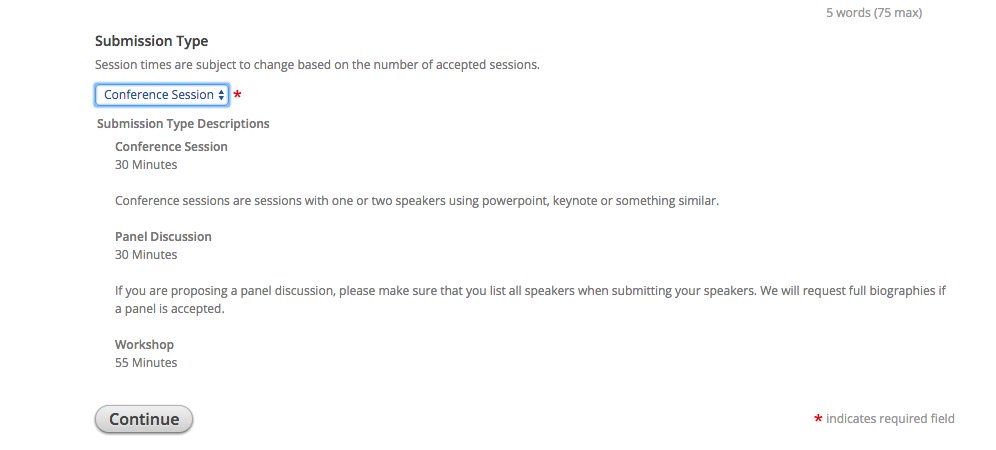 5 words (75 max)
Submission Type
Session times are subject to change based on the number of accepted sessions.
Conference Session *
Submission Type Descriptions
Conference Session
30 Minutes
Conference sessions are sessions with one or two speakers using powerpoint, keynote or something similar.
Panel Discussion
30 Minutes
If you are proposing a panel discussion, please make sure that you list all speakers when submitting your speakers. We will request full biographies if
a panel is accepted.
Workshop
55 Minutes
Continue
* indicates required field